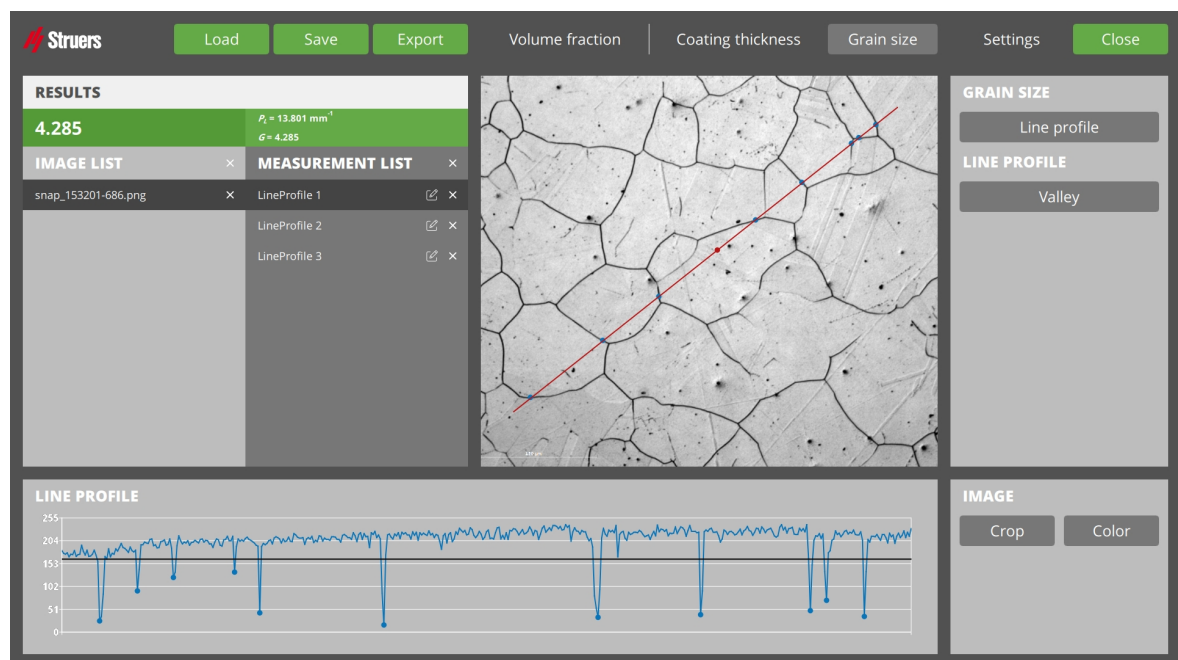 Struers
Load
Save
Export
Volume fraction
Coating thickness
Grain size
Settings
Close
RESULTS
4.285
PL = 13.801 mm-1
G = 4.285
IMAGE LIST ×
MEASUREMENT LIST ×
snap_153201-686.png ×
LineProfile 1 ×
LineProfile 2 ×
LineProfile 3 ×
GRAIN SIZE
Line profile
LINE PROFILE
Valley
LINE PROFILE
255
204
153
102
51
0
IMAGE
Crop
Color